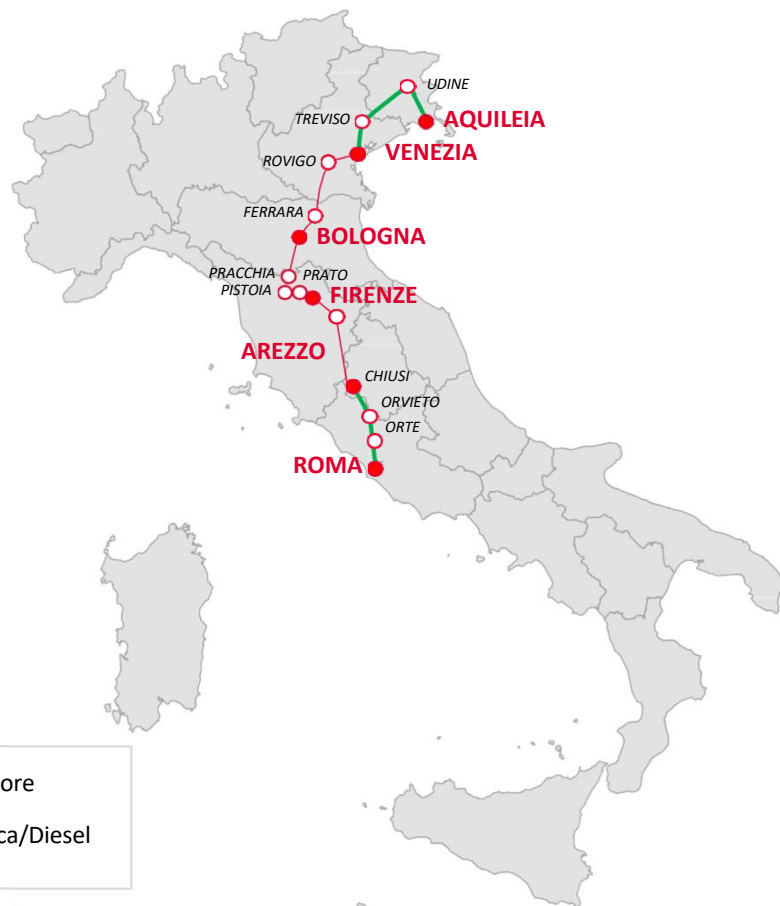 UDINE
TREVISO
AQUILEIA
VENEZIA
ROVIGO
FERRARA
BOLOGNA
PRACCHIA
PRATO
PISTOIA
FIRENZE
AREZZO
CHIUSI
ORVIETO
ORTE
ROMA
ore
ca/Diesel